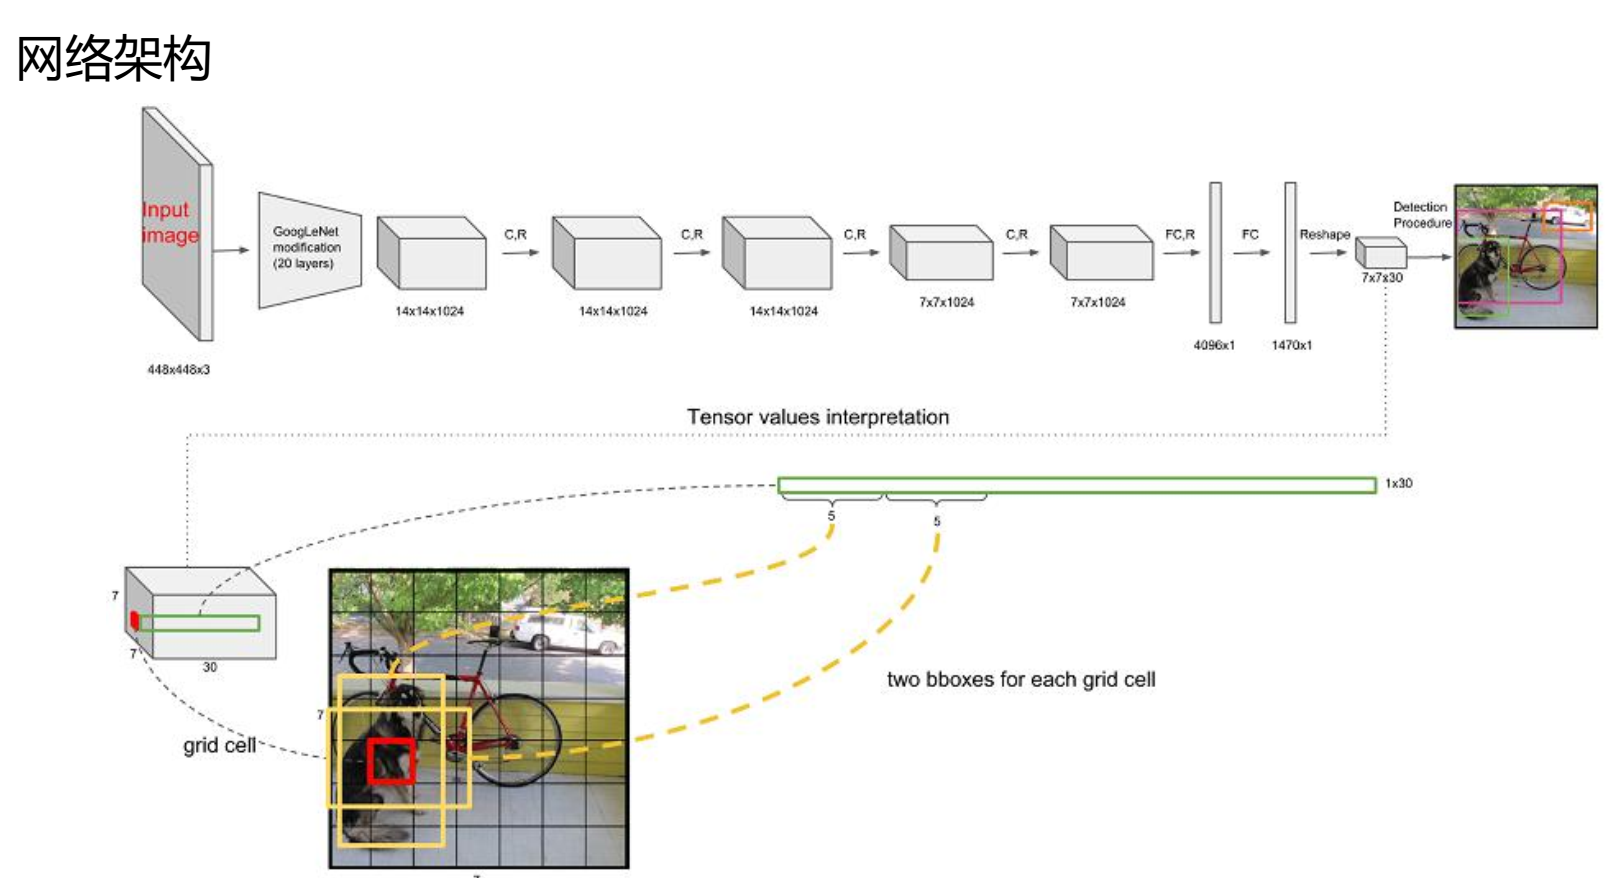 网络架构
Input
image
448x448x3
GoogLeNet
modification
(20 layers)
14x14x1024
C,R
14x14x1024
C,R
14x14x1024
C,R
7x7x1024
C,R
7x7x1024
FC,R
4096x1
FC
1470x1
Reshape
7x7x30
Detection
Procedure
Tensor values interpretation
1x30
5
5
7
7
30
grid cell
7
two bboxes for each grid cell